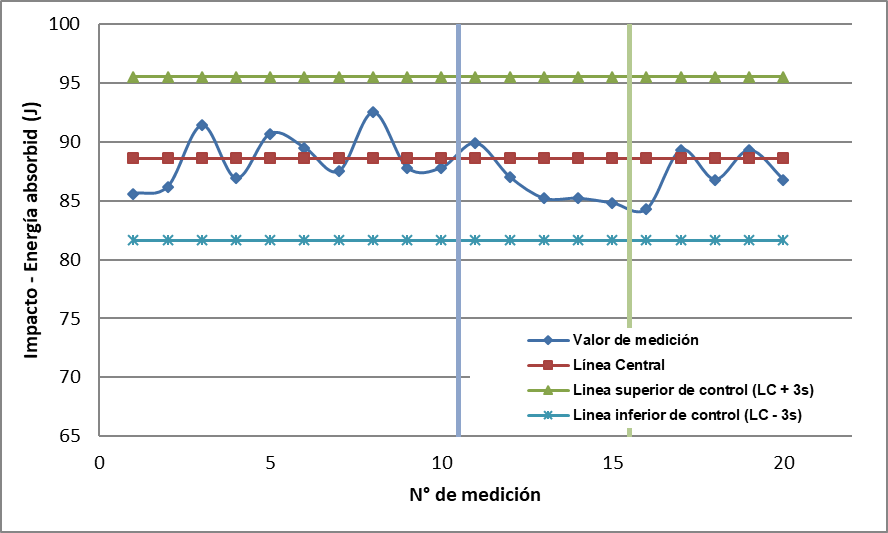 100
95
90
85
80
75
70
65
Impacto - Energía absorbid (J)
0 5 10 15 20
N° de medición
Valor de medición
Línea Central
Linea superior de control (LC + 3s)
Linea inferior de control (LC - 3s)